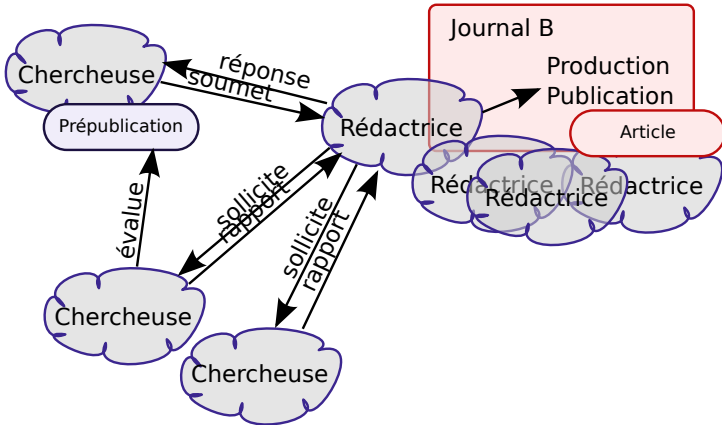 Journal B
Chercheuse
réponse
soumet
Production
Publication
Prépublication
Rédactrice
Article
Rédactrice
Rédactrice
Rédactrice
évalue
sollicite
rapport
sollicite
rapport
Chercheuse
Chercheuse